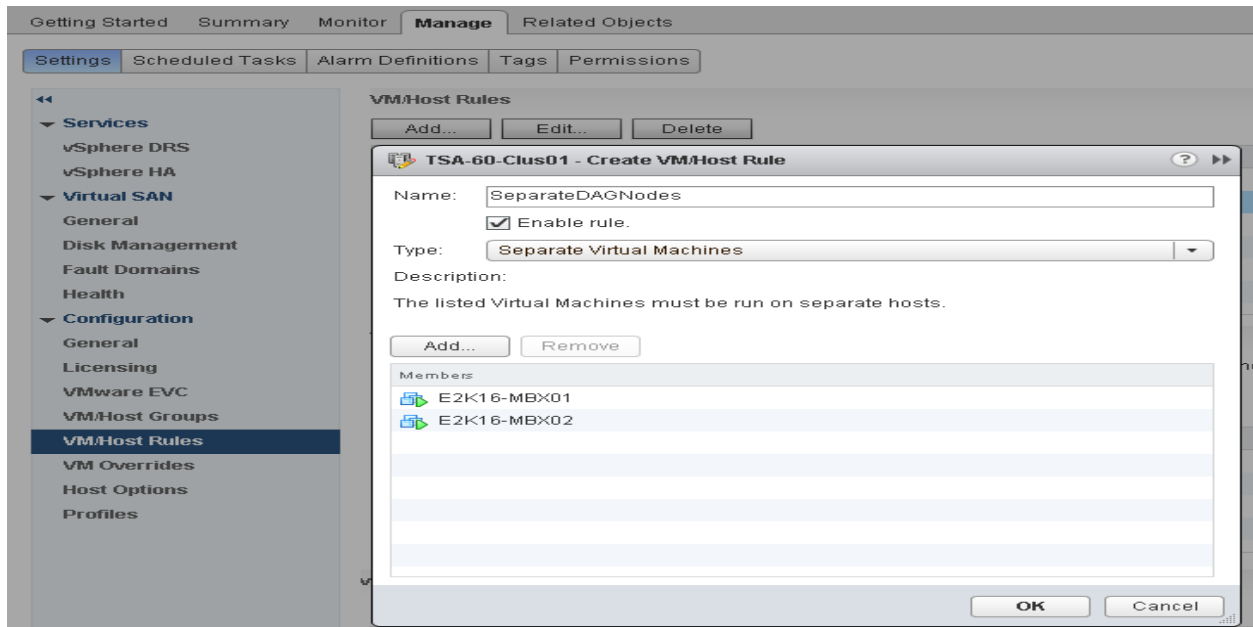 Getting Started Summary Monitor Manage Related Objects
Settings Scheduled Tasks Alarm Definitions Tags Permissions
Services
vSphere DRS
vSphere HA
Virtual SAN
General
Disk Management
Fault Domains
Health
Configuration
General
Licensing
VMware EVC
VM/Host Groups
VM/Host Rules
VM Overrides
Host Options
Profiles
VM/Host Rules
Add... Edit... Delete
TSA-60-Clus01 - Create VM/Host Rule
Name: SeparateDAGNodes
Enable rule.
Type: Separate Virtual Machines
Description:
The listed Virtual Machines must be run on separate hosts.
Add... Remove
Members
E2K16-MBX01
E2K16-MBX02
OK Cancel